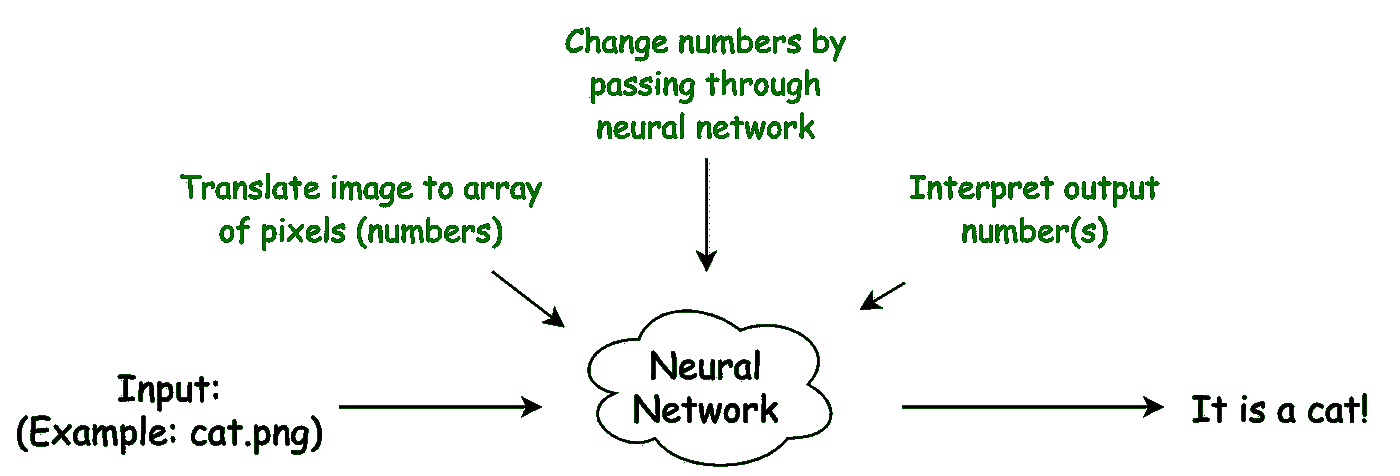 Change numbers by
passing through
neural network
Translate image to array
of pixels (numbers)
Interpret output
number(s)
Input:
(Example: cat.png)
Neural
Network
It is a cat!